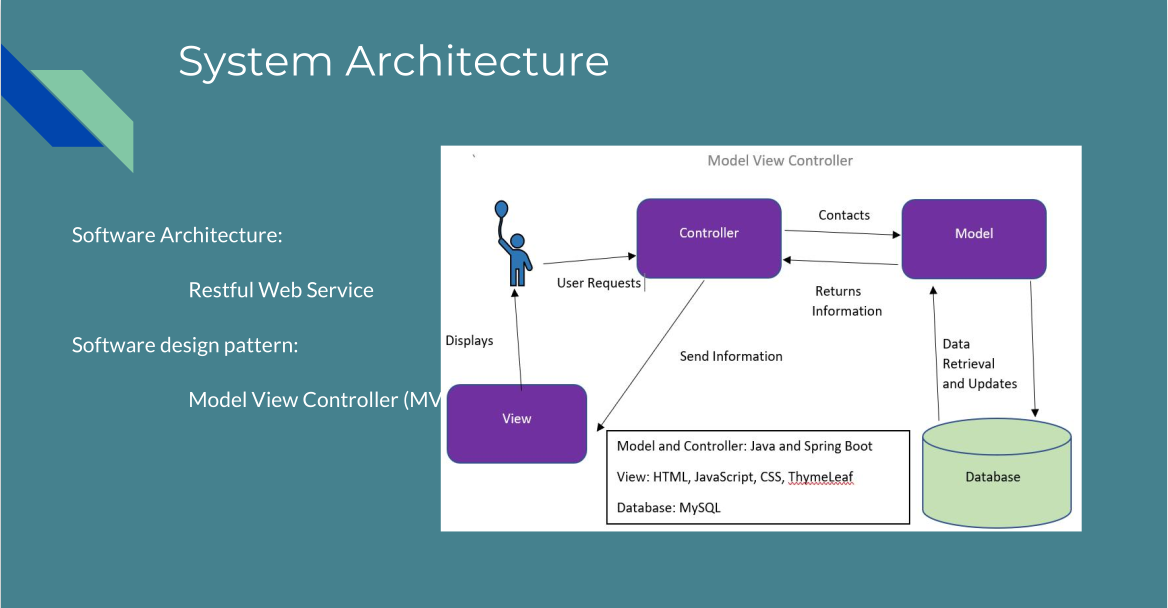 System Architecture
Software Architecture:
Restful Web Service
Software design pattern:
Model View Controller (MV
Model View Controller
Controller
Contacts
Model
User Requests
Returns
Information
Displays
Send Information
Data
Retrieval
and Updates
View
Model and Controller: Java and Spring Boot
View: HTML, JavaScript, CSS, ThymeLeaf
Database: MySQL
Database